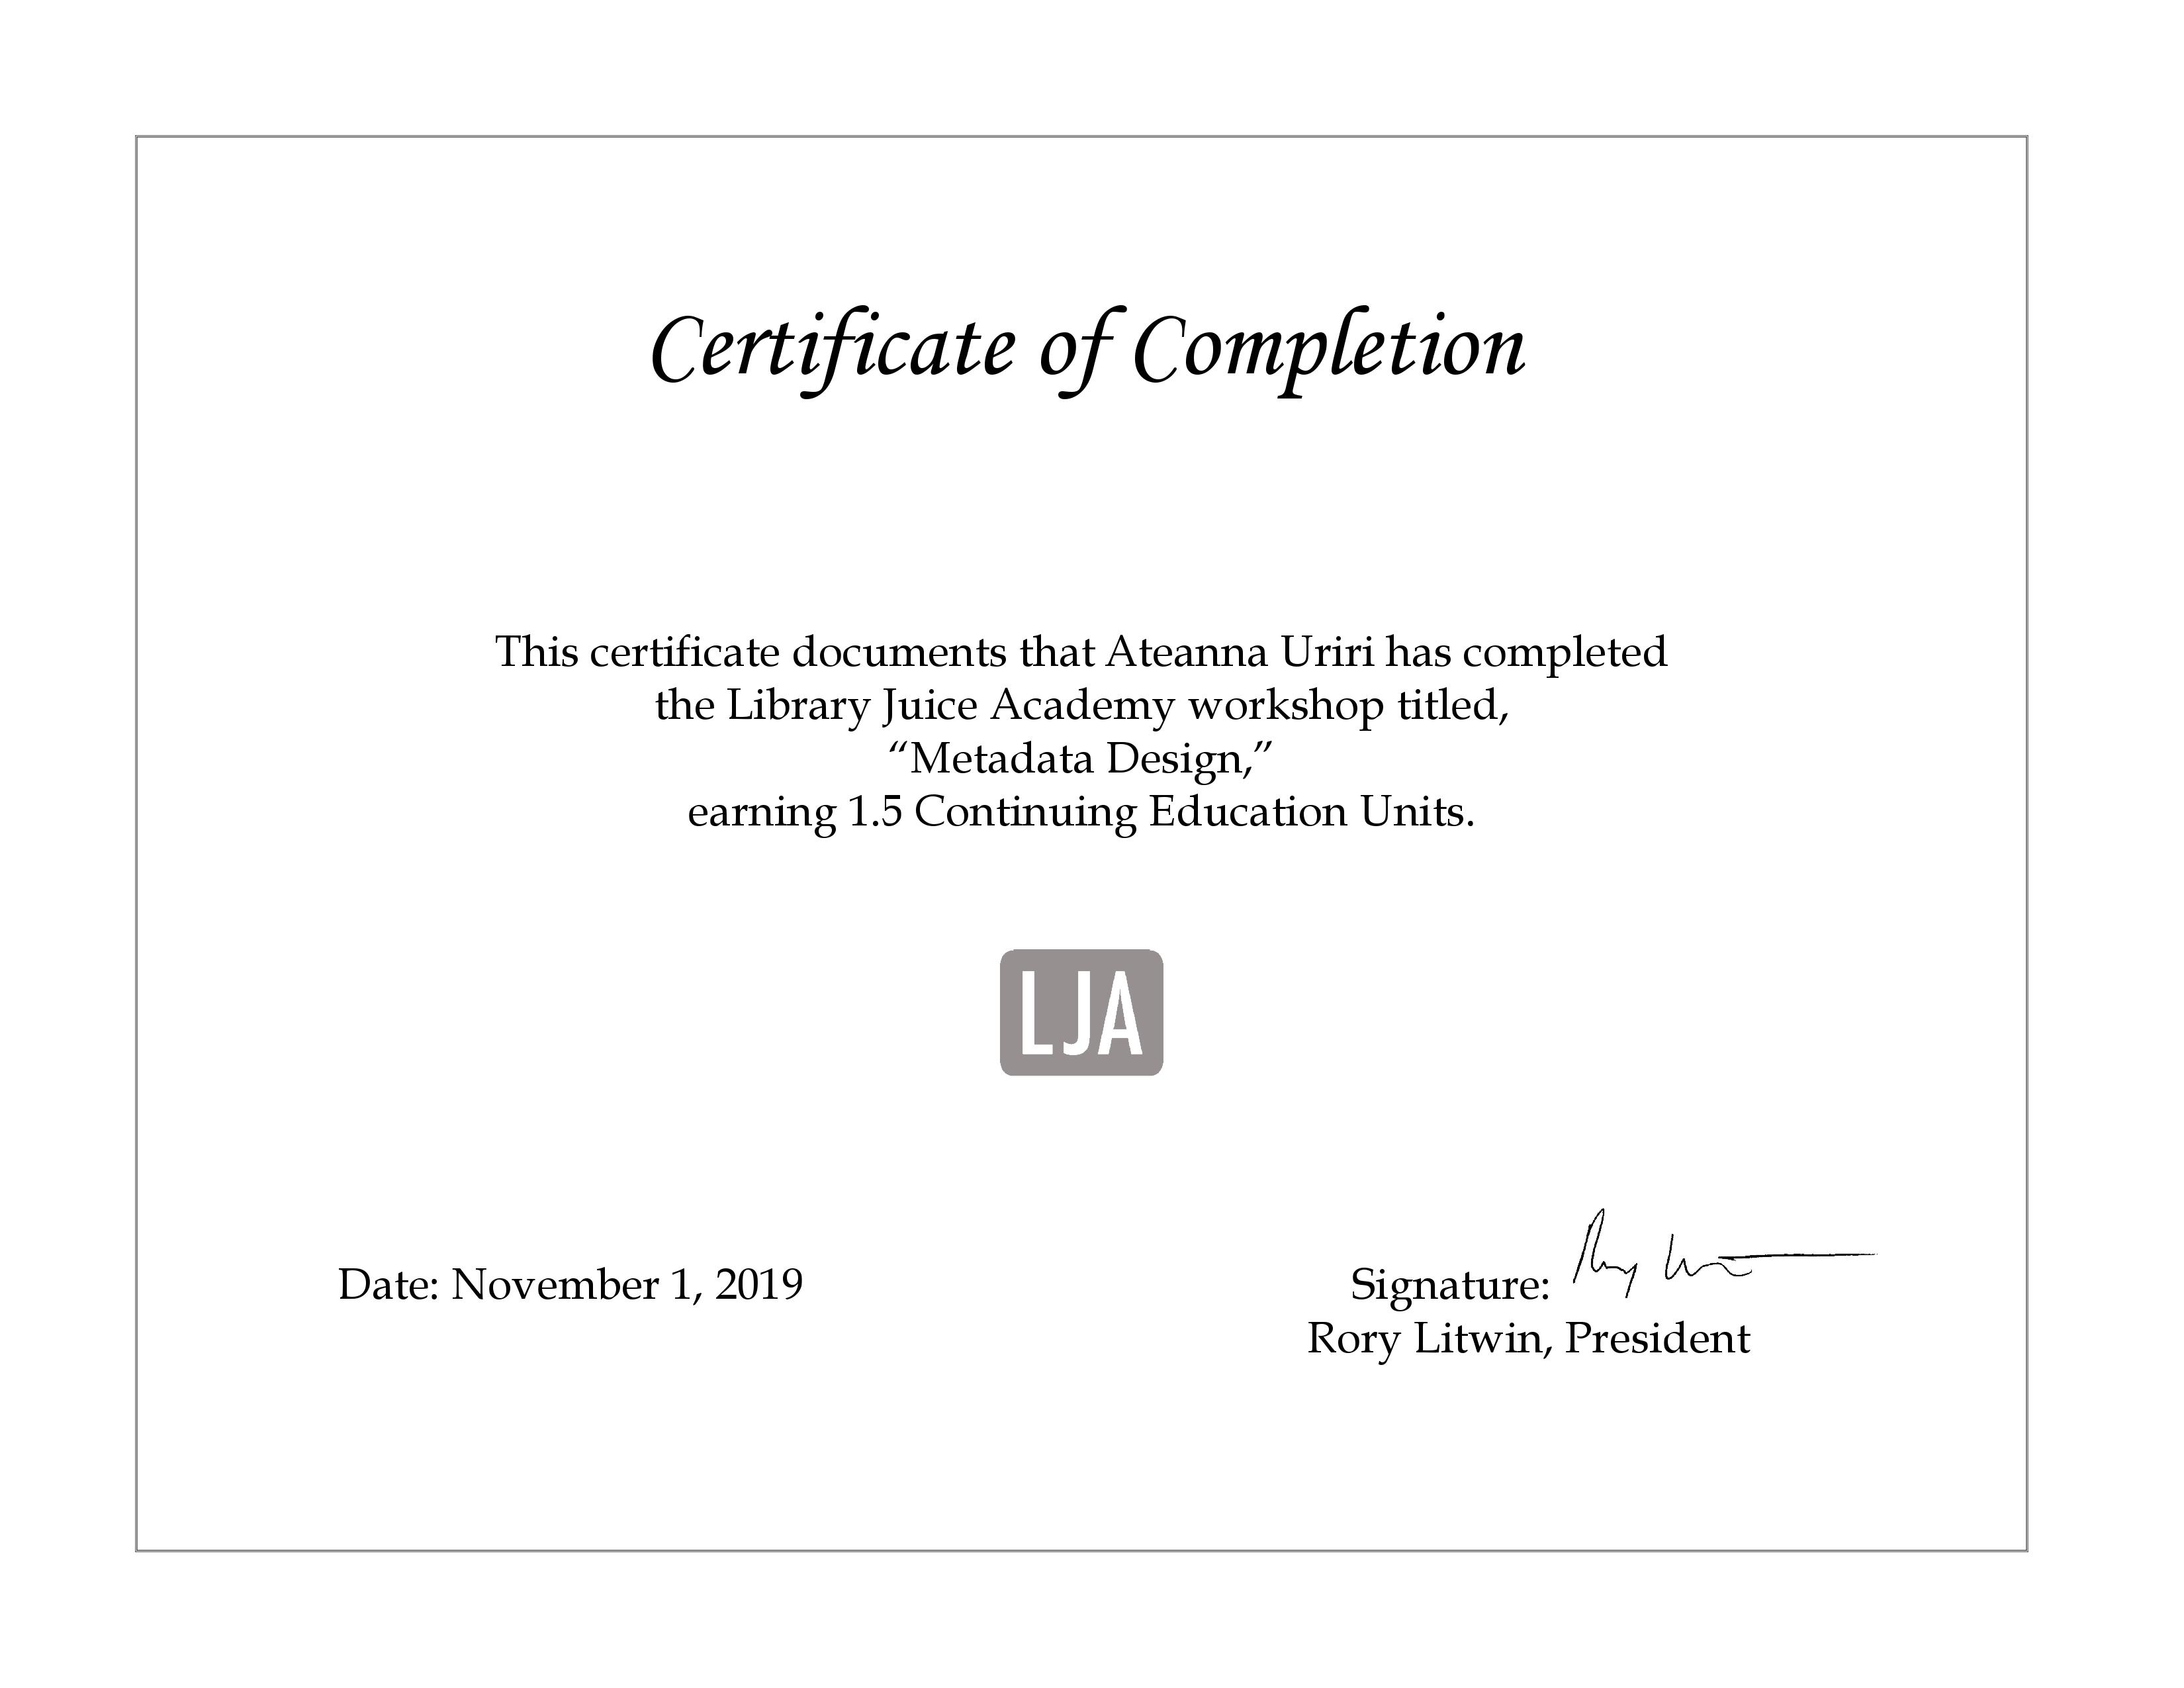 Certificate of Completion
This certificate documents that Ateanna Uriri has completed
the Library Juice Academy workshop titled,
“Metadata Design,”
earning 1.5 Continuing Education Units.
LJA
Date: November 1, 2019
Signature:
Rory Litwin, President